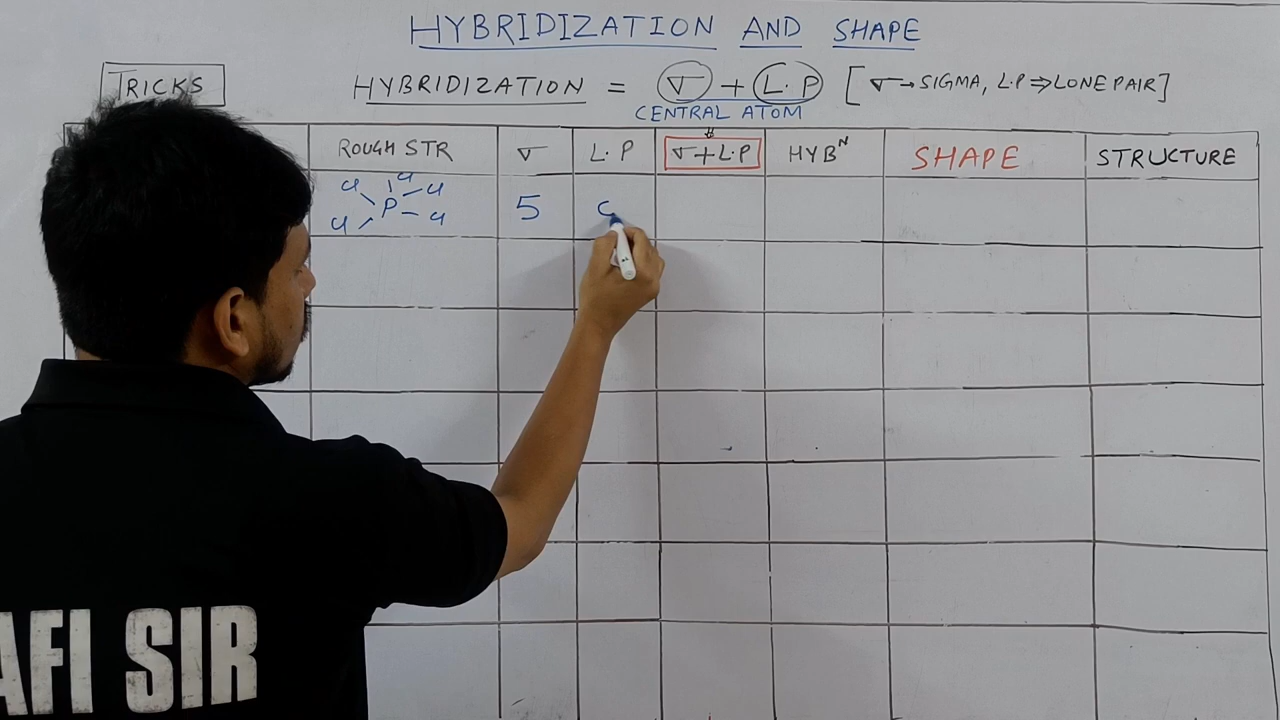 HYBRIDIZATION AND SHAPE
TRICKS
HYBRIDIZATION = σ + L.P [σ → SIGMA, L.P ⇒ LONE PAIR]
CENTRAL ATOM
ROUGH STR σ L.P σ+L.P HYBᴺ SHAPE STRUCTURE
Cl Cl Cl
P 5
Cl Cl
AFI SIR